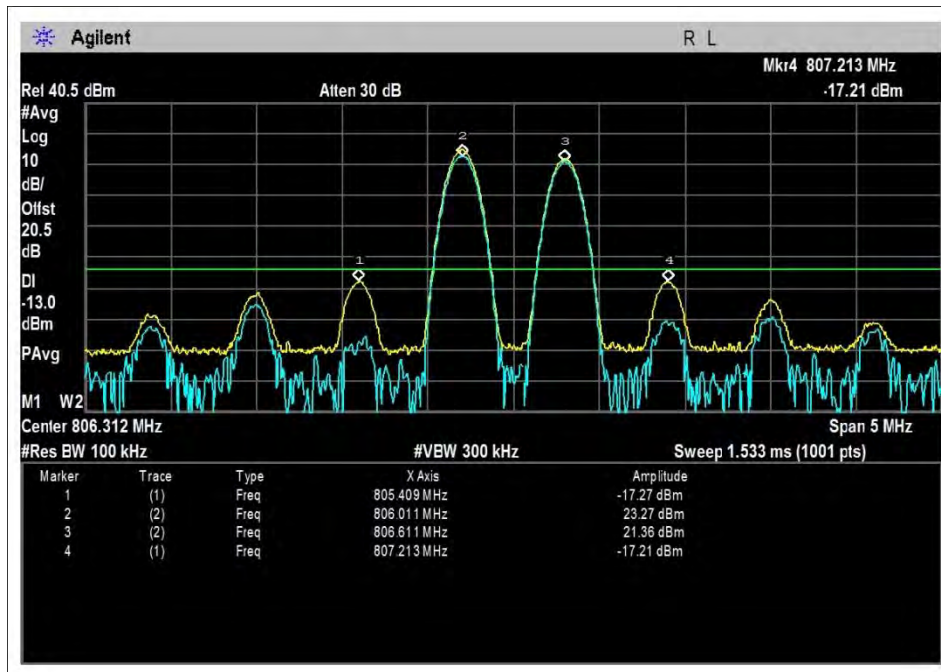 Agilent R L
Mkr4 807.213 MHz
Rel 40.5 dBm Atten 30 dB -17.21 dBm
#Avg
Log
10
dB/
Offst
20.5
dB
DI
-13.0
dBm
PAvg
M1 W2
1
2
3
4
Center 806.312 MHz Span 5 MHz
#Res BW 100 kHz #VBW 300 kHz Sweep 1.533 ms (1001 pts)
Marker Trace Type X Axis Amplitude
1 (1) Freq 805.409 MHz -17.27 dBm
2 (2) Freq 806.011 MHz 23.27 dBm
3 (2) Freq 806.611 MHz 21.36 dBm
4 (1) Freq 807.213 MHz -17.21 dBm